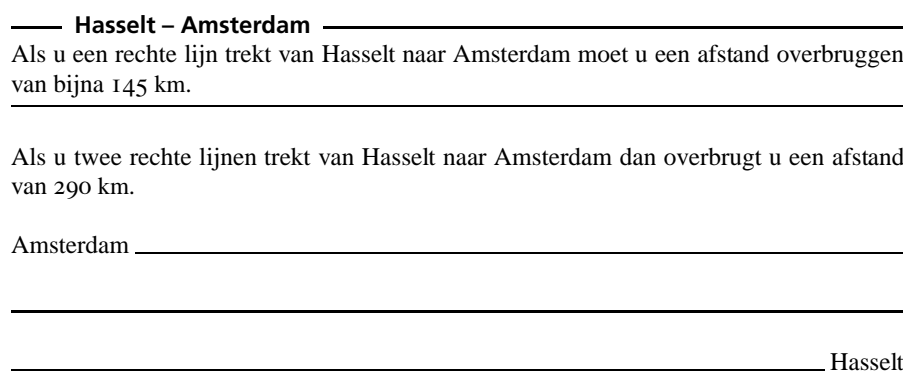 Hasselt – Amsterdam
Als u een rechte lijn trekt van Hasselt naar Amsterdam moet u een afstand overbruggen
van bijna 145 km.
Als u twee rechte lijnen trekt van Hasselt naar Amsterdam dan overbrugt u een afstand
van 290 km.
Amsterdam
Hasselt